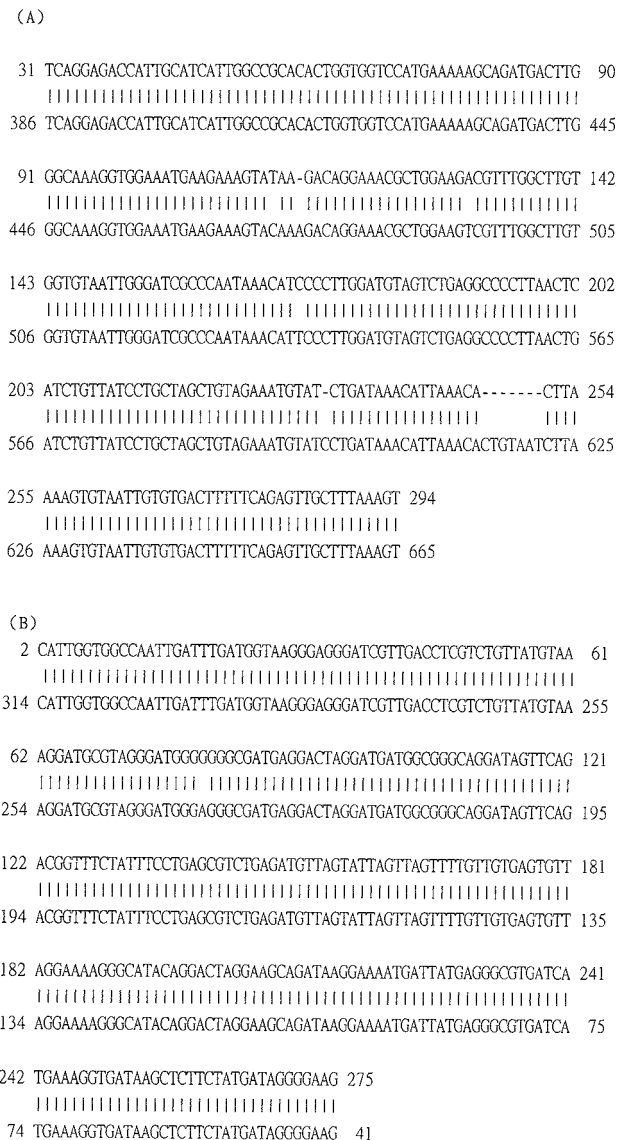 (A)
31 TCAGGAGACCATTGCATCATTGGCCGCACACTGGTGGTCCATGAAAAAGCAGATGACTTG 90
||||||||||||||||||||||||||||||||||||||||||||||||||||||||||||
386 TCAGGAGACCATTGCATCATTGGCCGCACACTGGTGGTCCATGAAAAAGCAGATGACTTG 445
91 GGCAAAGGTGGAAATGAAGAAAGTATAA-GACAGGAAACGCTGGAAGACGTTTGGCTTGT 142
||||||||||||||||||||||||| || |||||||||||||||||| ||||||||||||
446 GGCAAAGGTGGAAATGAAGAAAGTACAAAGACAGGAAACGCTGGAAGTCGTTTGGCTTGT 505
143 GGTGTAATTGGGATCGCCCAATAAACATCCCCTTGGATGTAGTCTGAGGCCCCTTAACTC 202
|||||||||||||||||||||||||||| ||||||||||||||||||||||||||||||
506 GGTGTAATTGGGATCGCCCAATAAACATTCCCTTGGATGTAGTCTGAGGCCCCTTAACTG 565
203 ATCTGTTATCCTGCTAGCTGTAGAAATGTAT-CTGATAAACATTAAACA-------CTTA 254
||||||||||||||||||||||||||||||| ||||||||||||||||| ||||
566 ATCTGTTATCCTGCTAGCTGTAGAAATGTATCCTGATAAACATTAAACACTGTAATCTTA 625
255 AAAGTGTAATTGTGTGACTTTTTCAGAGTTGCTTTAAAGT 294
||||||||||||||||||||||||||||||||||||||||
626 AAAGTGTAATTGTGTGACTTTTTCAGAGTTGCTTTAAAGT 665
(B)
2 CATTGGTGGCCAATTGATTTGATGGTAAGGGAGGGATCGTTGACCTCGTCTGTTATGTAA 61
||||||||||||||||||||||||||||||||||||||||||||||||||||||||||||
314 CATTGGTGGCCAATTGATTTGATGGTAAGGGAGGGATCGTTGACCTCGTCTGTTATGTAA 255
62 AGGATGCGTAGGGATGGGGGGGCGATGAGGACTAGGATGATGGCGGGCAGGATAGTTCAG 121
|||||||||||||||||| |||||||||||||||||||||||||||||||||||||||||
254 AGGATGCGTAGGGATGGGAGGGCGATGAGGACTAGGATGATGGCGGGCAGGATAGTTCAG 195
122 ACGGTTTCTATTTCCTGAGCGTCTGAGATGTTAGTATTAGTTAGTTTTGTTGTGAGTGTT 181
||||||||||||||||||||||||||||||||||||||||||||||||||||||||||||
194 ACGGTTTCTATTTCCTGAGCGTCTGAGATGTTAGTATTAGTTAGTTTTGTTGTGAGTGTT 135
182 AGGAAAAGGGCATACAGGACTAGGAAGCAGATAAGGAAAATGATTATGAGGGCGTGATCA 241
||||||||||||||||||||||||||||||||||||||||||||||||||||||||||||
134 AGGAAAAGGGCATACAGGACTAGGAAGCAGATAAGGAAAATGATTATGAGGGCGTGATCA 75
242 TGAAAGGTGATAAGCTCTTCTATGATAGGGGAAG 275
||||||||||||||||||||||||||||||||||
74 TGAAAGGTGATAAGCTCTTCTATGATAGGGGAAG 41